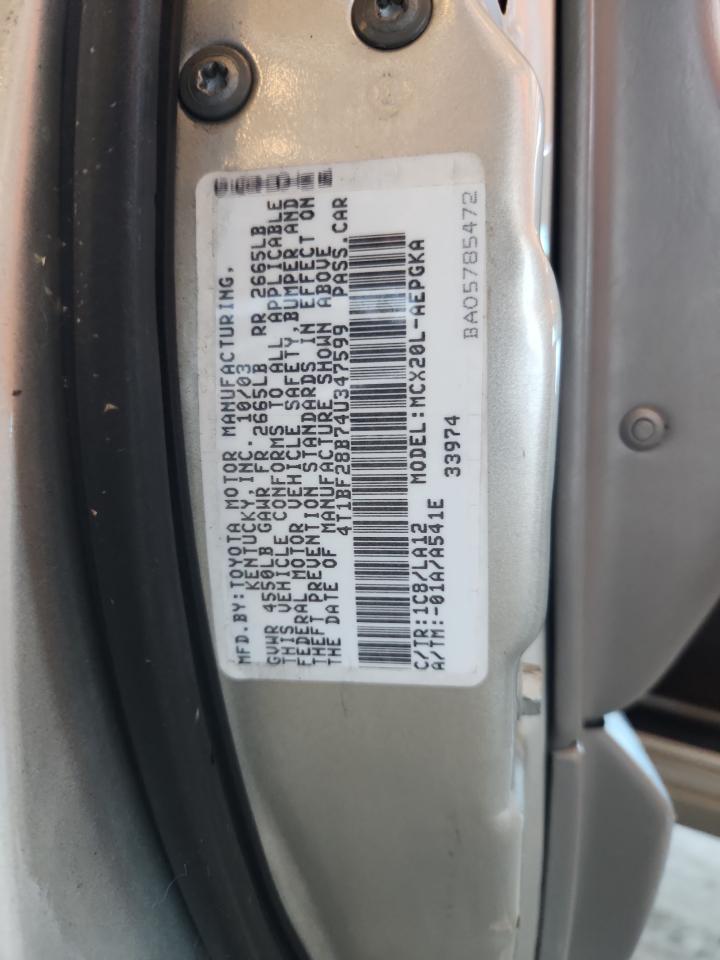 MFD.BY:TOYOTA MOTOR MANUFACTURING,
KENTUCKY,INC. 10/03
GVWR 4550LB GAWR FR 2665LB RR 2665LB
THIS VEHICLE CONFORMS TO ALL APPLICABLE
FEDERAL MOTOR VEHICLE SAFETY,BUMPER AND
THEFT PREVENTION STANDARDS IN EFFECT ON
THE DATE OF MANUFACTURE SHOWN ABOVE
4T1BF28B74U347599 PASS.CAR
C/TR:1C8/LA12 MODEL:MCX20L-AEPGKA
A/TM:-01A/A541E 33974
BA05785472